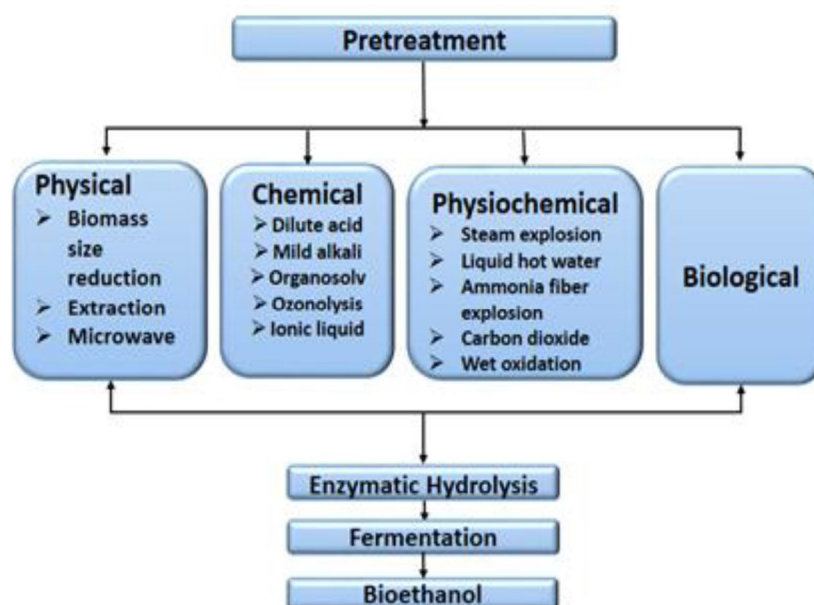 Pretreatment
Physical
➤ Biomass
size
reduction
➤ Extraction
➤ Microwave
Chemical
➤ Dilute acid
➤ Mild alkali
➤ Organosolv
➤ Ozonolysis
➤ Ionic liquid
Physiochemical
➤ Steam explosion
➤ Liquid hot water
➤ Ammonia fiber
explosion
➤ Carbon dioxide
➤ Wet oxidation
Biological
Enzymatic Hydrolysis
Fermentation
Bioethanol